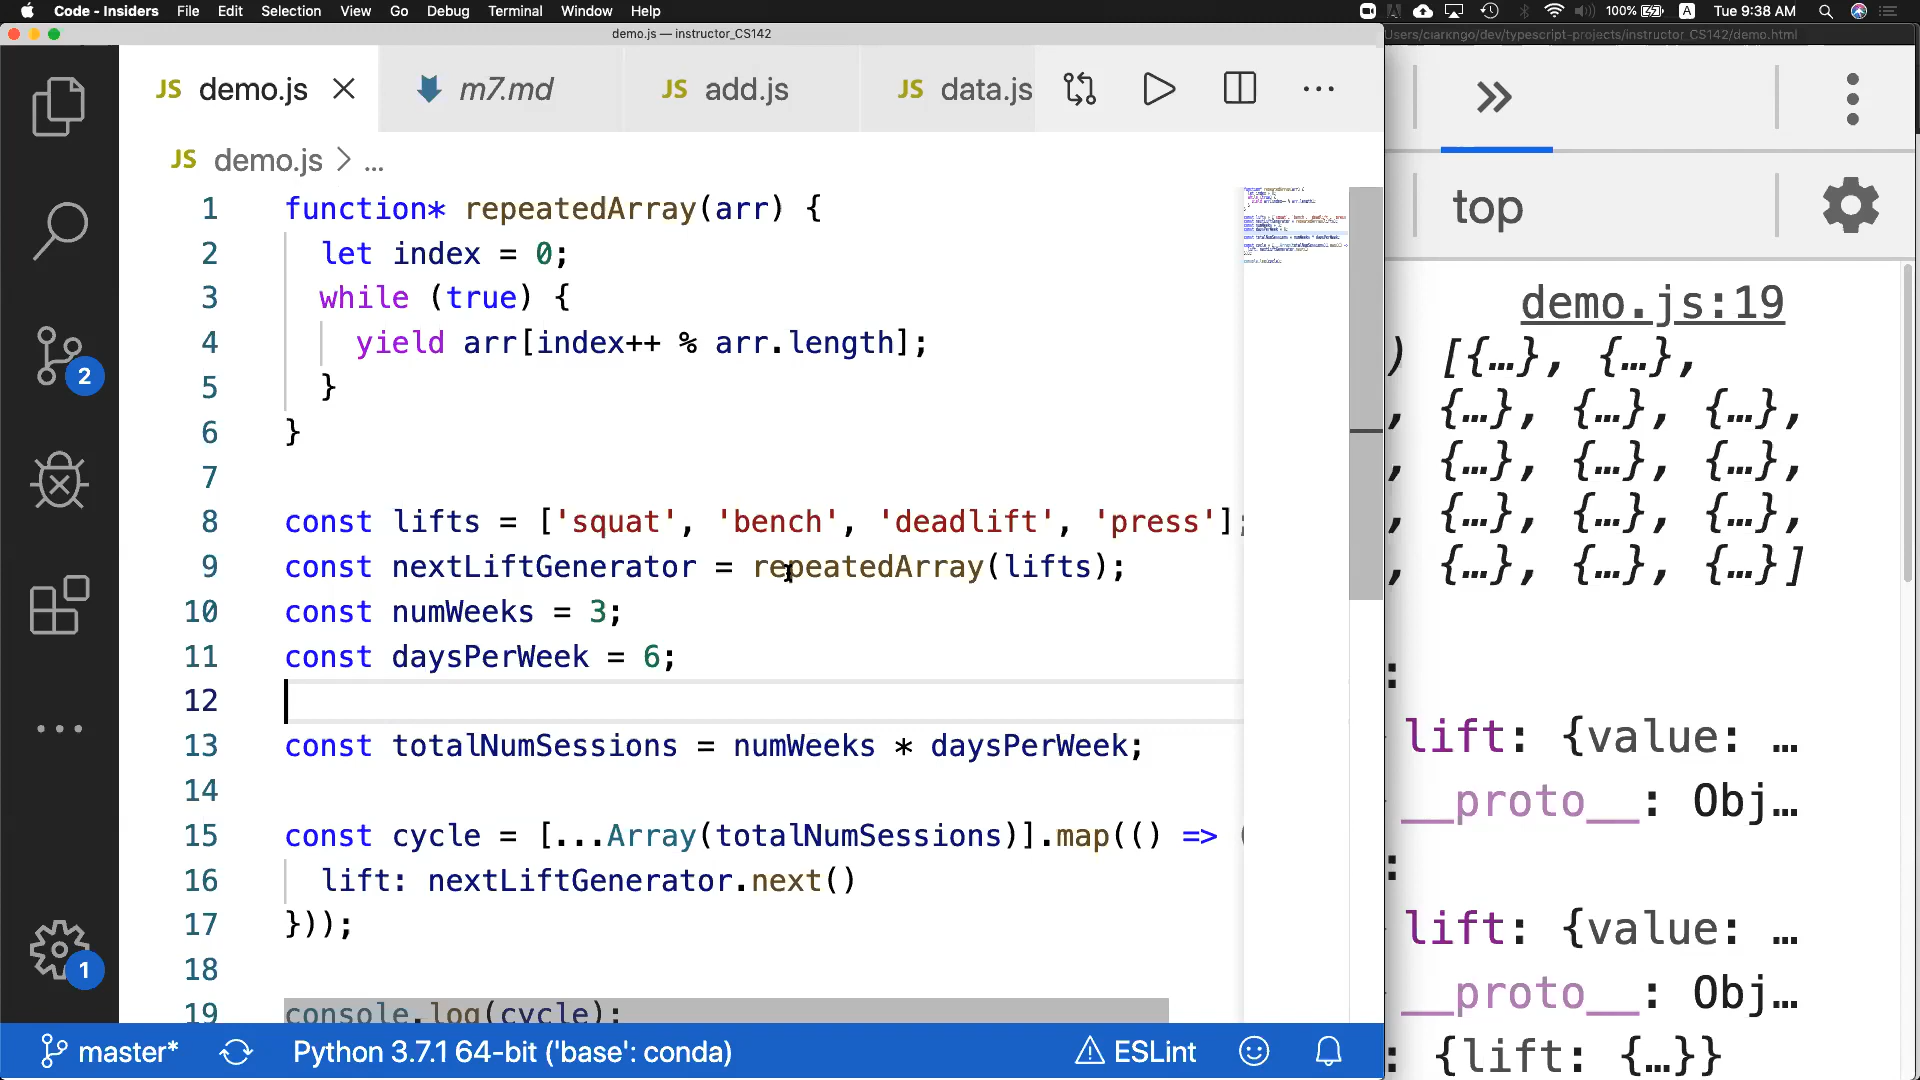 Code - Insiders File Edit Selection View Go Debug Terminal Window Help 100% A Tue 9:38 AM
demo.js — instructor_CS142
/dev/typescript-projects/instructor_CS142/demo.html
JS demo.js m7.md JS add.js JS data.js
JS demo.js > ...
1 function* repeatedArray(arr) {
2 let index = 0;
3 while (true) {
4 yield arr[index++ % arr.length];
5 }
6 }
7
8 const lifts = ['squat', 'bench', 'deadlift', 'press'];
9 const nextLiftGenerator = repeatedArray(lifts);
10 const numWeeks = 3;
11 const daysPerWeek = 6;
12
13 const totalNumSessions = numWeeks * daysPerWeek;
14
15 const cycle = [...Array(totalNumSessions)].map(() => (
16 lift: nextLiftGenerator.next()
17 }));
18
19 console.log(cycle);
2
1
master* Python 3.7.1 64-bit ('base': conda) ESLint
top
demo.js:19
) [{…}, {…},
, {…}, {…}, {…},
, {…}, {…}, {…},
, {…}, {…}, {…},
, {…}, {…}, {…}]
:
lift: {value: …
__proto__: Obj…
:
lift: {value: …
__proto__: Obj…
: {lift: {…}}